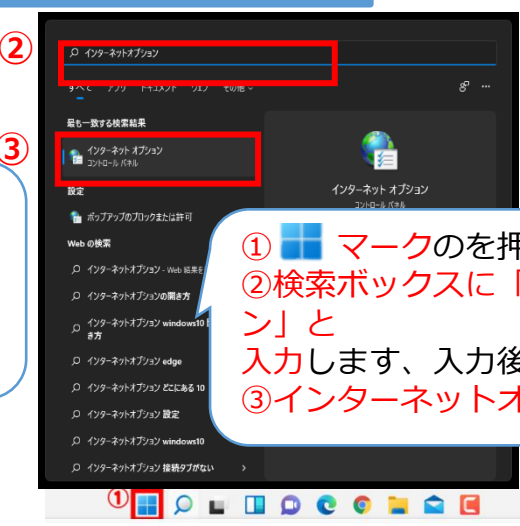 ②
インターネットオプション
すべて アプリ ドキュメント ウェブ その他
最も一致する検索結果
③
インターネット オプション
コントロール パネル
インターネット オプション
コントロール パネル
設定
ポップアップのブロックまたは許可
Web の検索
インターネットオプション - Web 結果を
インターネットオプションの開き方
インターネットオプション windows10
き方
インターネットオプション edge
インターネットオプション どこにある 10
インターネットオプション 設定
インターネットオプション windows10
インターネットオプション 接続タブがない
① マークのを押
②検索ボックスに「
ン」と
入力します、入力後
③インターネットオ
①